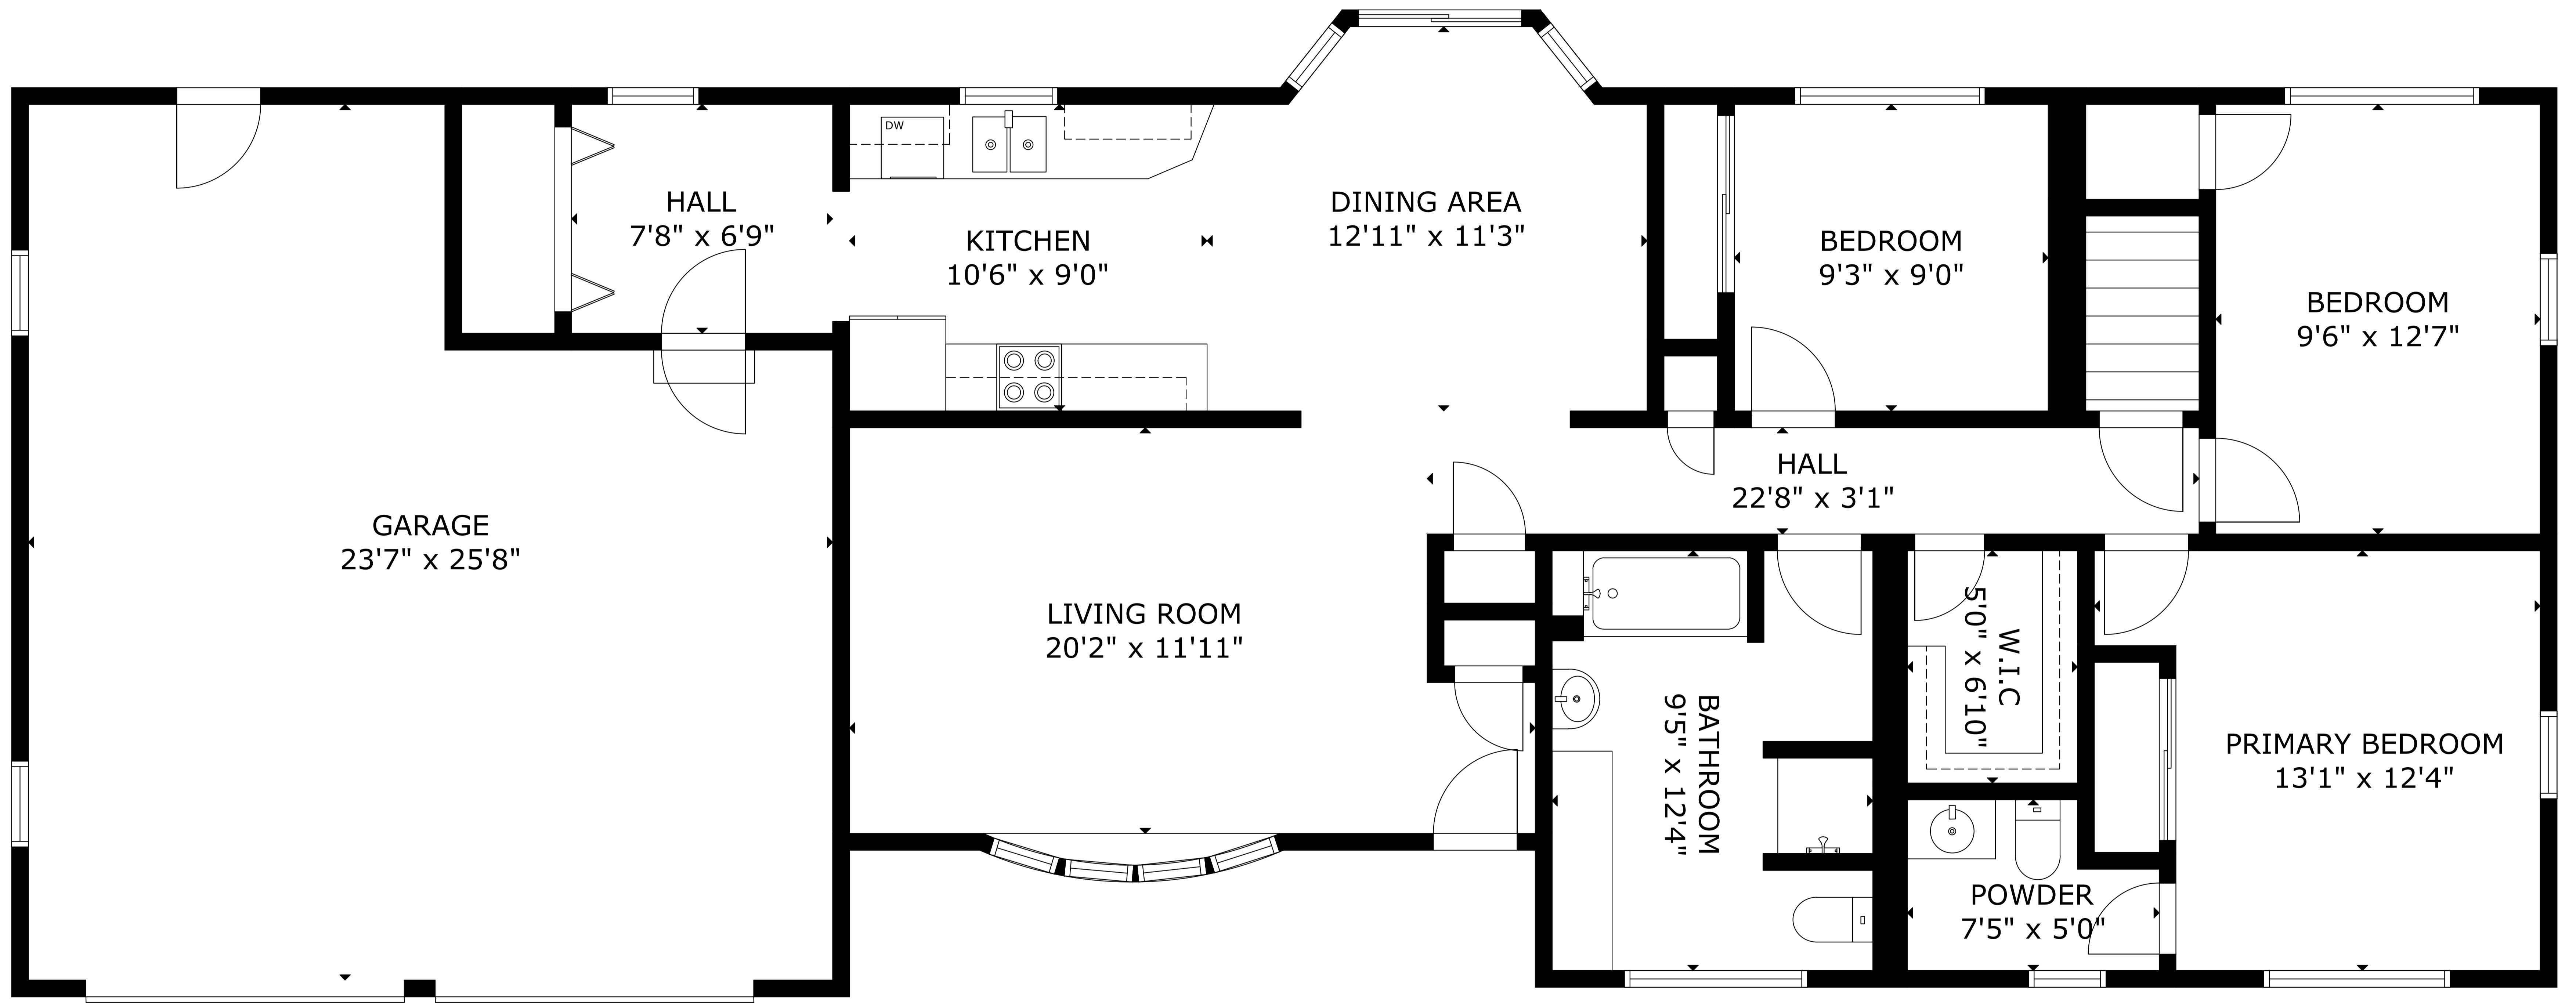 DW
HALL
7'8" x 6'9"
KITCHEN
10'6" x 9'0"
DINING AREA
12'11" x 11'3"
BEDROOM
9'3" x 9'0"
BEDROOM
9'6" x 12'7"
HALL
22'8" x 3'1"
GARAGE
23'7" x 25'8"
LIVING ROOM
20'2" x 11'11"
BATHROOM
9'5" x 12'4"
W.I.C
5'0" x 6'10"
PRIMARY BEDROOM
13'1" x 12'4"
POWDER
7'5" x 5'0"